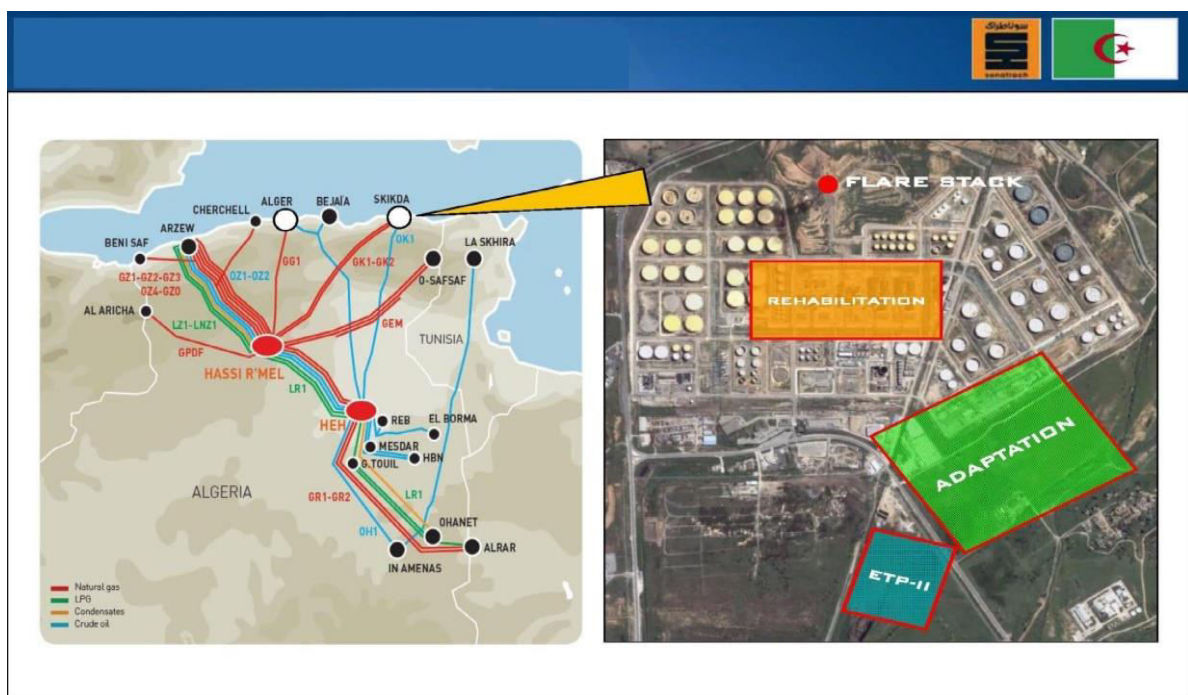 سوناطراك
sonatrach
CHERCHELL
ALGER
BEJAÏA
SKIKDA
ARZEW
BENI SAF
OK1
LA SKHIRA
GZ1-GZ2-GZ3
GZ4-GZ0
OZ1-OZ2
GG1
GK1-GK2
O-SAFSAF
AL ARICHA
LZ1-LNZ1
GEM
TUNISIA
GPDF
HASSI R'MEL
LR1
HEH
REB
EL BORMA
MESDAR
HBN
G.TOUIL
ALGERIA
GR1-GR2
LR1
OHANET
OH1
ALRAR
IN AMENAS
Natural gas
LPG
Condensates
Crude oil
FLARE STACK
REHABILITATION
ADAPTATION
ETP-II